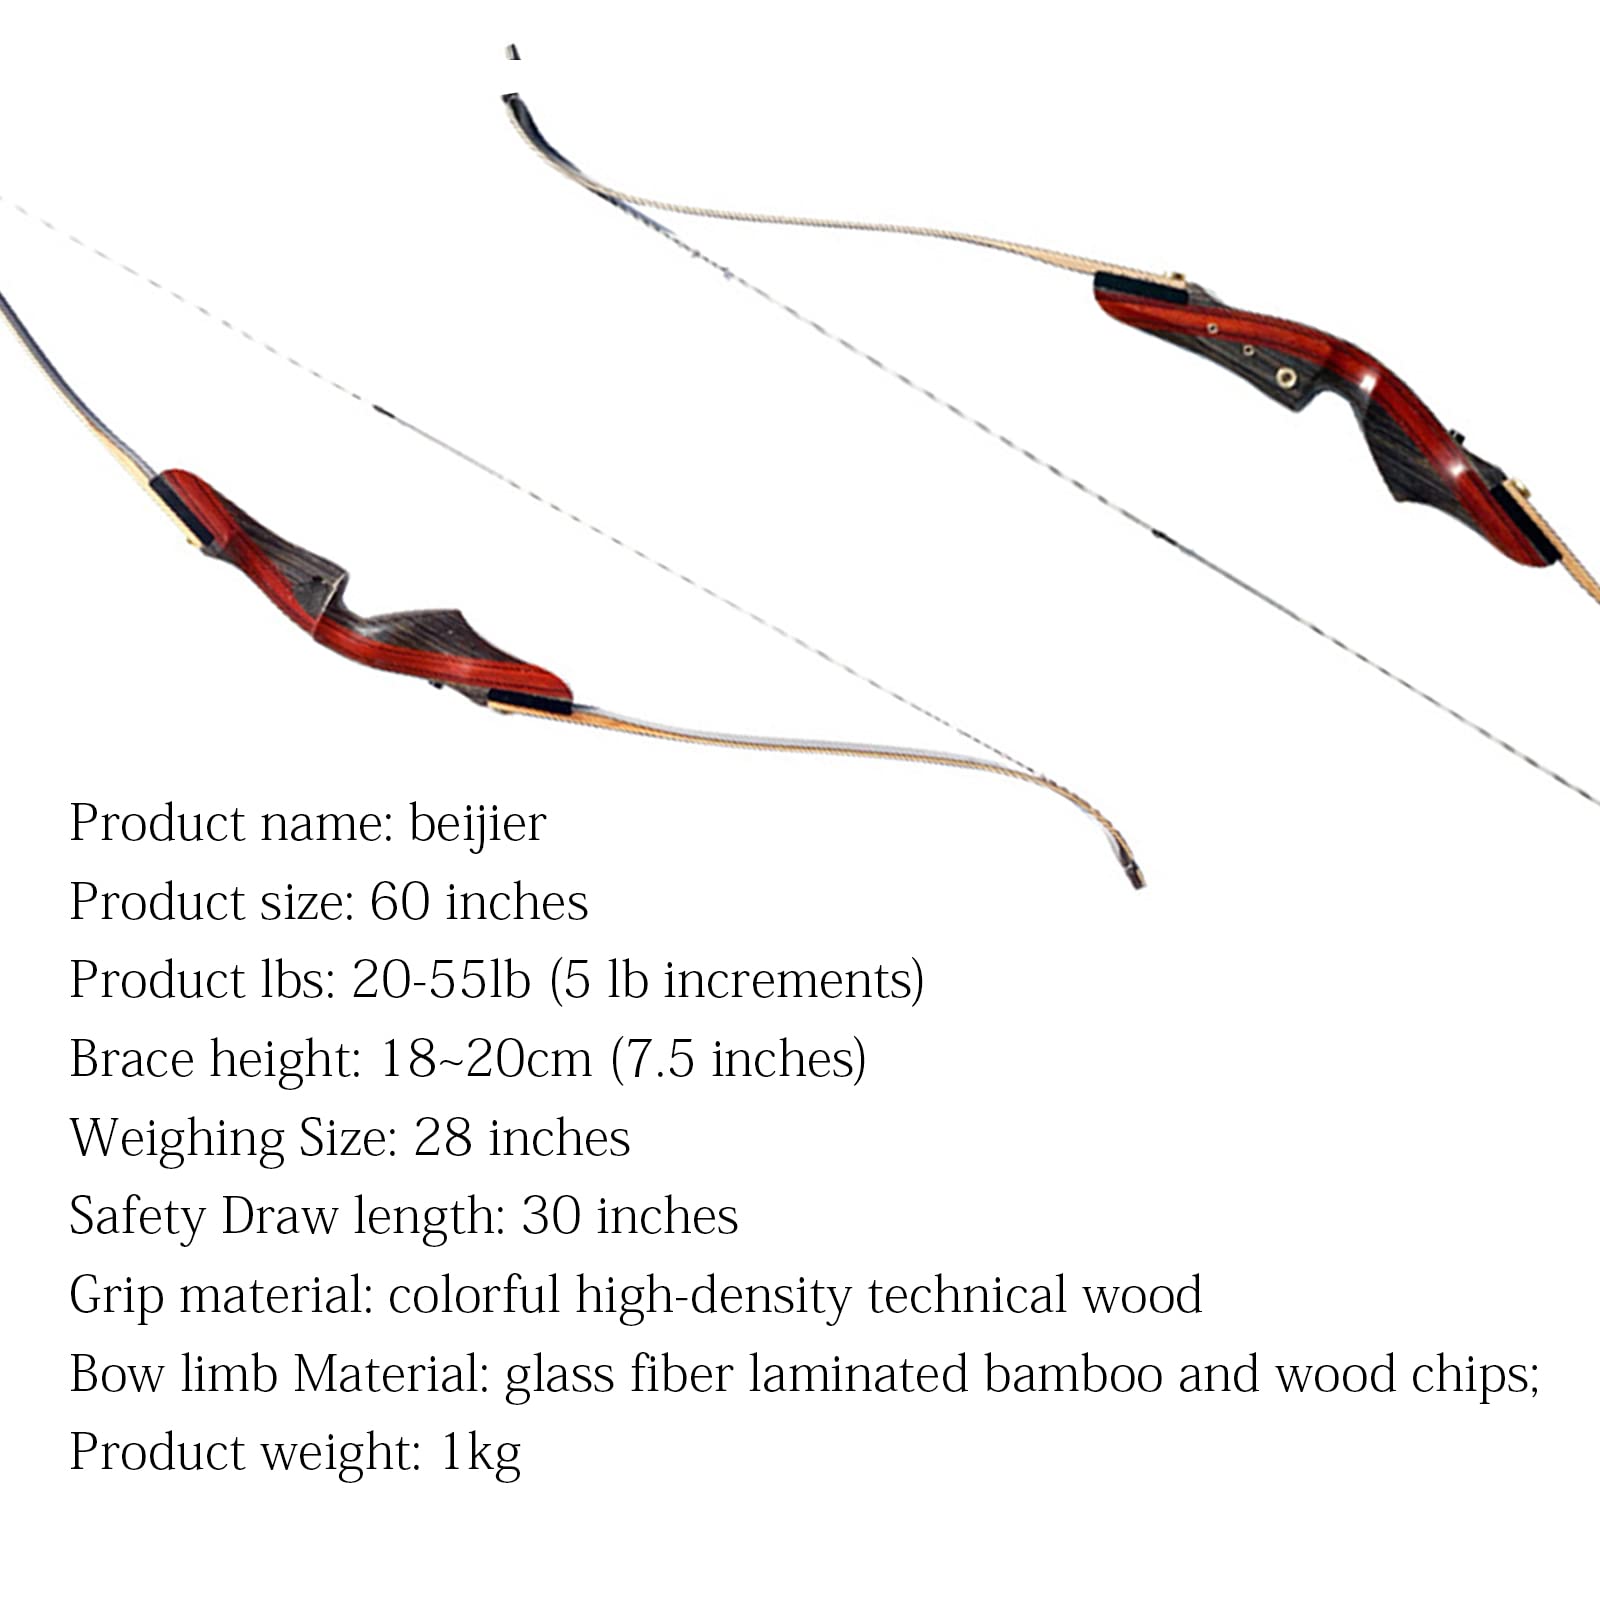 Product name: beijier
Product size: 60 inches
Product lbs: 20-55lb (5 lb increments)
Brace height: 18~20cm (7.5 inches)
Weighing Size: 28 inches
Safety Draw length: 30 inches
Grip material: colorful high-density technical wood
Bow limb Material: glass fiber laminated bamboo and wood chips;
Product weight: 1kg